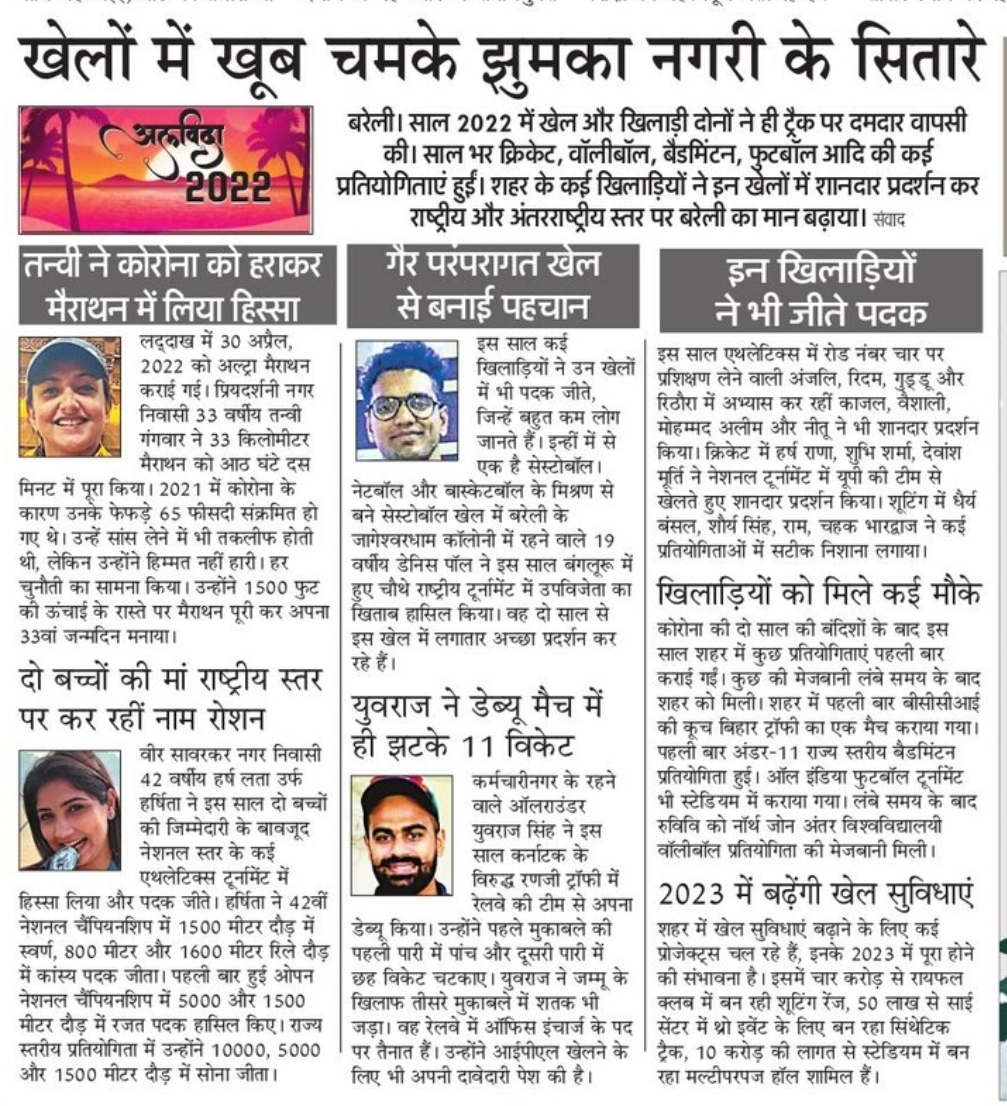 खेलों में खूब चमके झुमका नगरी के सितारे
अलविदा
2022
बरेली। साल 2022 में खेल और खिलाड़ी दोनों ने ही ट्रैक पर दमदार वापसी
की। साल भर क्रिकेट, वॉलीबॉल, बैडमिंटन, फुटबॉल आदि की कई
प्रतियोगिताएं हुईं। शहर के कई खिलाड़ियों ने इन खेलों में शानदार प्रदर्शन कर
राष्ट्रीय और अंतरराष्ट्रीय स्तर पर बरेली का मान बढ़ाया। संवाद
तन्वी ने कोरोना को हराकर
मैराथन में लिया हिस्सा
लद्दाख में 30 अप्रैल,
2022 को अल्ट्रा मैराथन
कराई गई। प्रियदर्शनी नगर
निवासी 33 वर्षीय तन्वी
गंगवार ने 33 किलोमीटर
मैराथन को आठ घंटे दस
मिनट में पूरा किया। 2021 में कोरोना के
कारण उनके फेफड़े 65 फीसदी संक्रमित हो
गए थे। उन्हें सांस लेने में भी तकलीफ होती
थी, लेकिन उन्होंने हिम्मत नहीं हारी। हर
चुनौती का सामना किया। उन्होंने 1500 फुट
की ऊंचाई के रास्ते पर मैराथन पूरी कर अपना
33वां जन्मदिन मनाया।
दो बच्चों की मां राष्ट्रीय स्तर
पर कर रहीं नाम रोशन
वीर सावरकर नगर निवासी
42 वर्षीय हर्ष लता उर्फ
हर्षिता ने इस साल दो बच्चों
की जिम्मेदारी के बावजूद
नेशनल स्तर के कई
एथलेटिक्स टूर्नामेंट में
हिस्सा लिया और पदक जीते। हर्षिता ने 42वीं
नेशनल चैंपियनशिप में 1500 मीटर दौड़ में
स्वर्ण, 800 मीटर और 1600 मीटर रिले दौड़
में कांस्य पदक जीता। पहली बार हुई ओपन
नेशनल चैंपियनशिप में 5000 और 1500
मीटर दौड़ में रजत पदक हासिल किए। राज्य
स्तरीय प्रतियोगिता में उन्होंने 10000, 5000
और 1500 मीटर दौड़ में सोना जीता।
गैर परंपरागत खेल
से बनाई पहचान
इस साल कई
खिलाड़ियों ने उन खेलों
में भी पदक जीते,
जिन्हें बहुत कम लोग
जानते हैं। इन्हीं में से
एक है सेस्टोबॉल।
नेटबॉल और बास्केटबॉल के मिश्रण से
बने सेस्टोबॉल खेल में बरेली के
जागेश्वरधाम कॉलोनी में रहने वाले 19
वर्षीय डेनिस पॉल ने इस साल बंगलूरू में
हुए चौथे राष्ट्रीय टूर्नामेंट में उपविजेता का
खिताब हासिल किया। वह दो साल से
इस खेल में लगातार अच्छा प्रदर्शन कर
रहे हैं।
युवराज ने डेब्यू मैच में
ही झटके 11 विकेट
कर्मचारीनगर के रहने
वाले ऑलराउंडर
युवराज सिंह ने इस
साल कर्नाटक के
विरुद्ध रणजी ट्रॉफी में
रेलवे की टीम से अपना
डेब्यू किया। उन्होंने पहले मुकाबले की
पहली पारी में पांच और दूसरी पारी में
छह विकेट चटकाए। युवराज ने जम्मू के
खिलाफ तीसरे मुकाबले में शतक भी
जड़ा। वह रेलवे में ऑफिस इंचार्ज के पद
पर तैनात हैं। उन्होंने आईपीएल खेलने के
लिए भी अपनी दावेदारी पेश की है।
इन खिलाड़ियों
ने भी जीते पदक
इस साल एथलेटिक्स में रोड नंबर चार पर
प्रशिक्षण लेने वाली अंजलि, रिदम, गुड्डू और
रिठौरा में अभ्यास कर रहीं काजल, वैशाली,
मोहम्मद अलीम और नीतू ने भी शानदार प्रदर्शन
किया। क्रिकेट में हर्ष राणा, शुभि शर्मा, देवांश
मूर्ति ने नेशनल टूर्नामेंट में यूपी की टीम से
खेलते हुए शानदार प्रदर्शन किया। शूटिंग में धैर्य
बंसल, शौर्य सिंह, राम, चहक भारद्वाज ने कई
प्रतियोगिताओं में सटीक निशाना लगाया।
खिलाड़ियों को मिले कई मौके
कोरोना की दो साल की बंदिशों के बाद इस
साल शहर में कुछ प्रतियोगिताएं पहली बार
कराई गईं। कुछ की मेजबानी लंबे समय के बाद
शहर को मिली। शहर में पहली बार बीसीसीआई
की कूच बिहार ट्रॉफी का एक मैच कराया गया।
पहली बार अंडर-11 राज्य स्तरीय बैडमिंटन
प्रतियोगिता हुई। ऑल इंडिया फुटबॉल टूर्नामेंट
भी स्टेडियम में कराया गया। लंबे समय के बाद
रुविवि को नॉर्थ जोन अंतर विश्वविद्यालयी
वॉलीबॉल प्रतियोगिता की मेजबानी मिली।
2023 में बढ़ेंगी खेल सुविधाएं
शहर में खेल सुविधाएं बढ़ाने के लिए कई
प्रोजेक्ट्स चल रहे हैं, इनके 2023 में पूरा होने
की संभावना है। इसमें चार करोड़ से रायफल
क्लब में बन रही शूटिंग रेंज, 50 लाख से साई
सेंटर में थ्रो इवेंट के लिए बन रहा सिंथेटिक
ट्रैक, 10 करोड़ की लागत से स्टेडियम में बन
रहा मल्टीपरपज हॉल शामिल हैं।